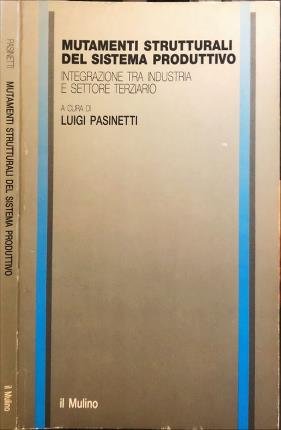 PASINETTI
MUTAMENTI STRUTTURALI DEL SISTEMA PRODUTTIVO
il Mulino
MUTAMENTI STRUTTURALI
DEL SISTEMA PRODUTTIVO
INTEGRAZIONE TRA INDUSTRIA
E SETTORE TERZIARIO
A CURA DI
LUIGI PASINETTI
il Mulino